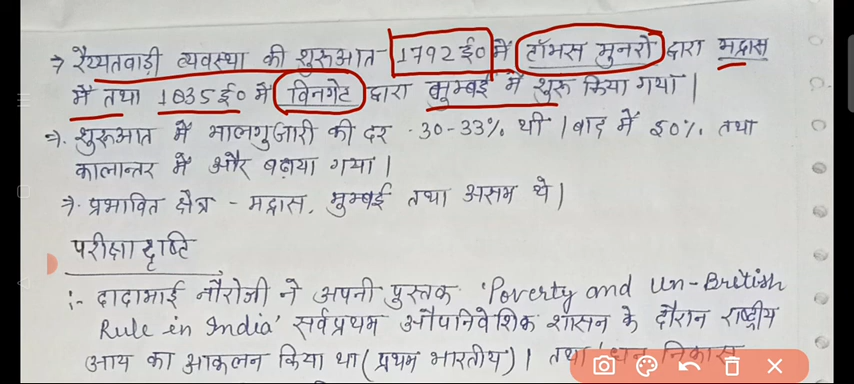 → रैय्यतवाड़ी व्यवस्था की शुरूआत- 1792 ई० में टॉमस मुनरो द्वारा मद्रास
में तथा 1835 ई० में विनगेट द्वारा मुम्बई में शुरू किया गया।
→. शुरूआत में मालगुजारी की दर - 30-33% थी। बाद में 50% तथा
कालान्तर में और बढ़ाया गया।
→. प्रभावित क्षेत्र - मद्रास, मुम्बई तथा असम थे।
परीक्षा दृष्टि
:- दादाभाई नौरोजी ने अपनी पुस्तक 'Poverty and Un-British
Rule in India' सर्वप्रथम औपनिवेशिक शासन के दौरान राष्ट्रीय
आय का आकलन किया था (प्रथम भारतीय)। तथा 'धन निकास